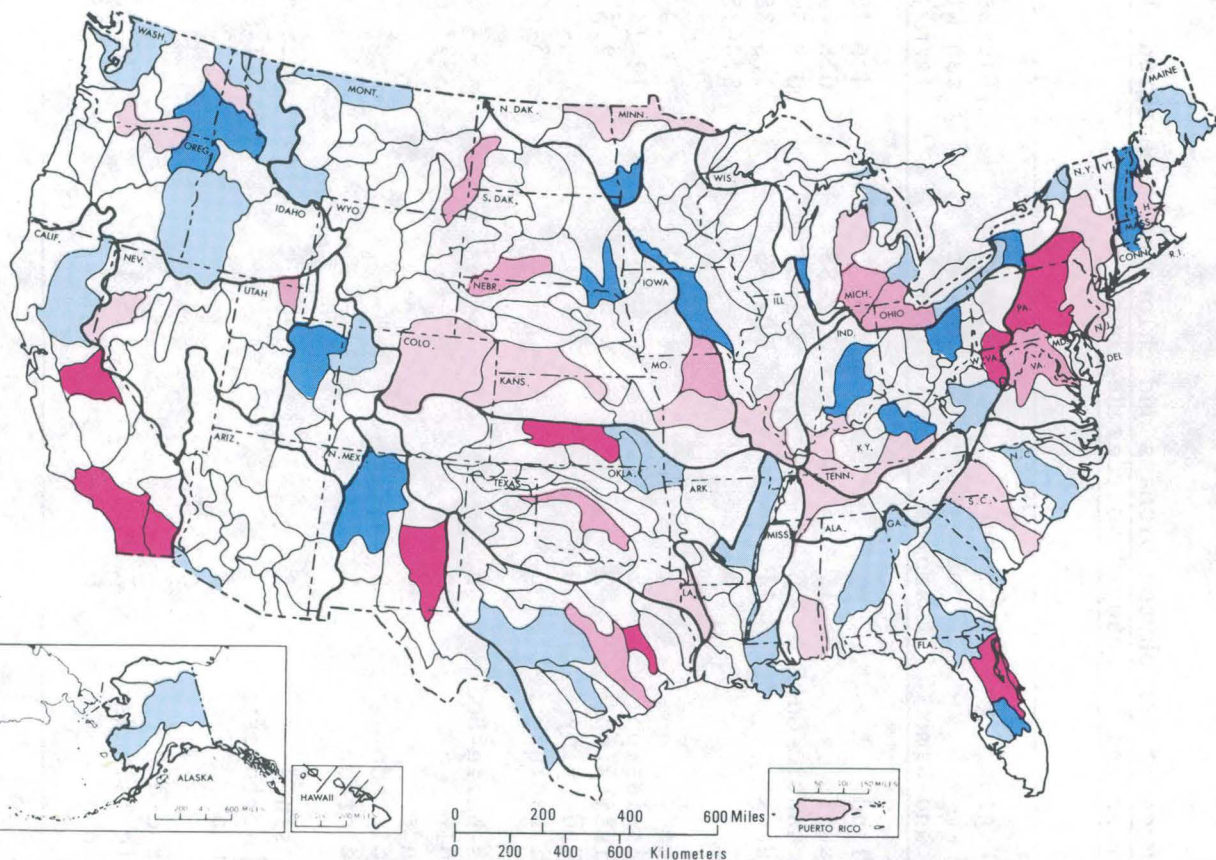 WASH.
MAINE
MONT.
N. DAK.
MINN.
OREG.
N.Y.
VT.
WIS.
H.
MASS.
S. DAK.
IDAHO
WYO.
CONN.
R.I.
CALIF.
NEV.
IOWA
MICH.
UTAH
NEBR.
ILL.
OHIO
PA.
IND.
N.J.
COLO.
MD.
W. VA.
DEL
VA.
MO.
KANS.
KY.
ARIZ.
N. MEX.
OKLA.
N.C.
TENN.
TEXAS
ARK.
S.C.
MISS.
ALA.
GA.
LA.
FLA.
ALASKA
600 MILES
HAWAII
0 200 400 600 Miles
0 200 400 600 Kilometers
PUERTO RICO